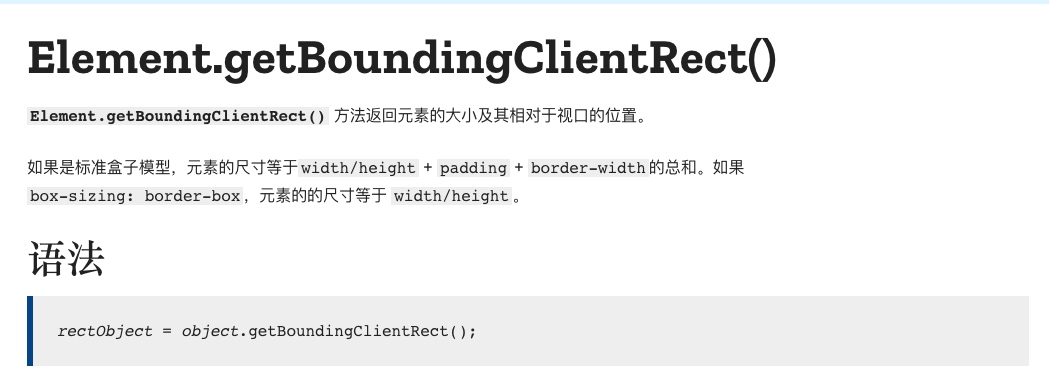 Element.getBoundingClientRect()
Element.getBoundingClientRect() 方法返回元素的大小及其相对于视口的位置。
如果是标准盒子模型，元素的尺寸等于width/height + padding + border-width的总和。如果
box-sizing: border-box，元素的的尺寸等于 width/height。
语法
rectObject = object.getBoundingClientRect();